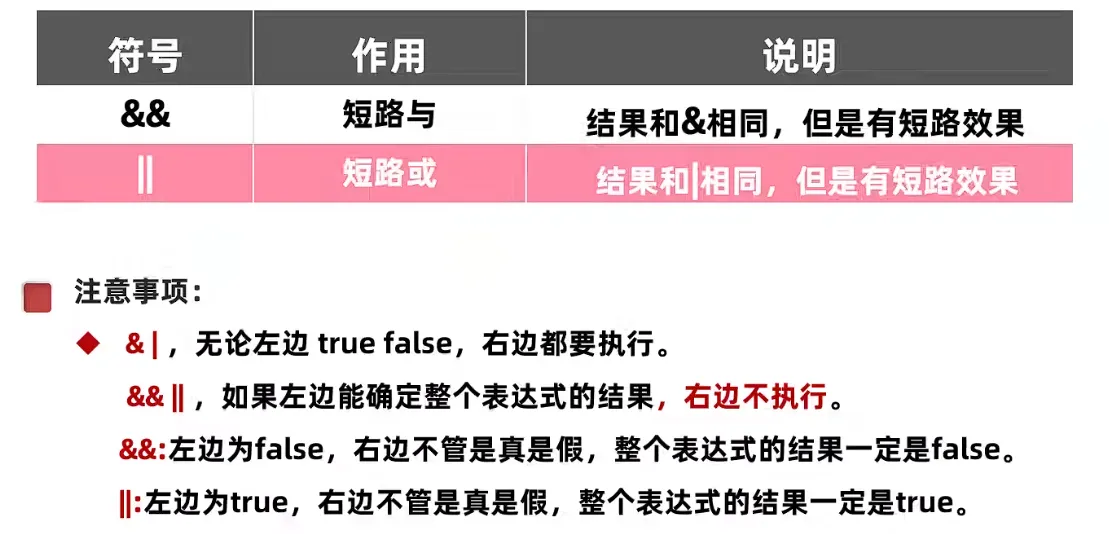 符号 作用 说明
&& 短路与 结果和&相同，但是有短路效果
|| 短路或 结果和|相同，但是有短路效果
注意事项：
& | ，无论左边 true false，右边都要执行。
&& || ，如果左边能确定整个表达式的结果，右边不执行。
&&:左边为false，右边不管是真是假，整个表达式的结果一定是false。
||:左边为true，右边不管是真是假，整个表达式的结果一定是true。